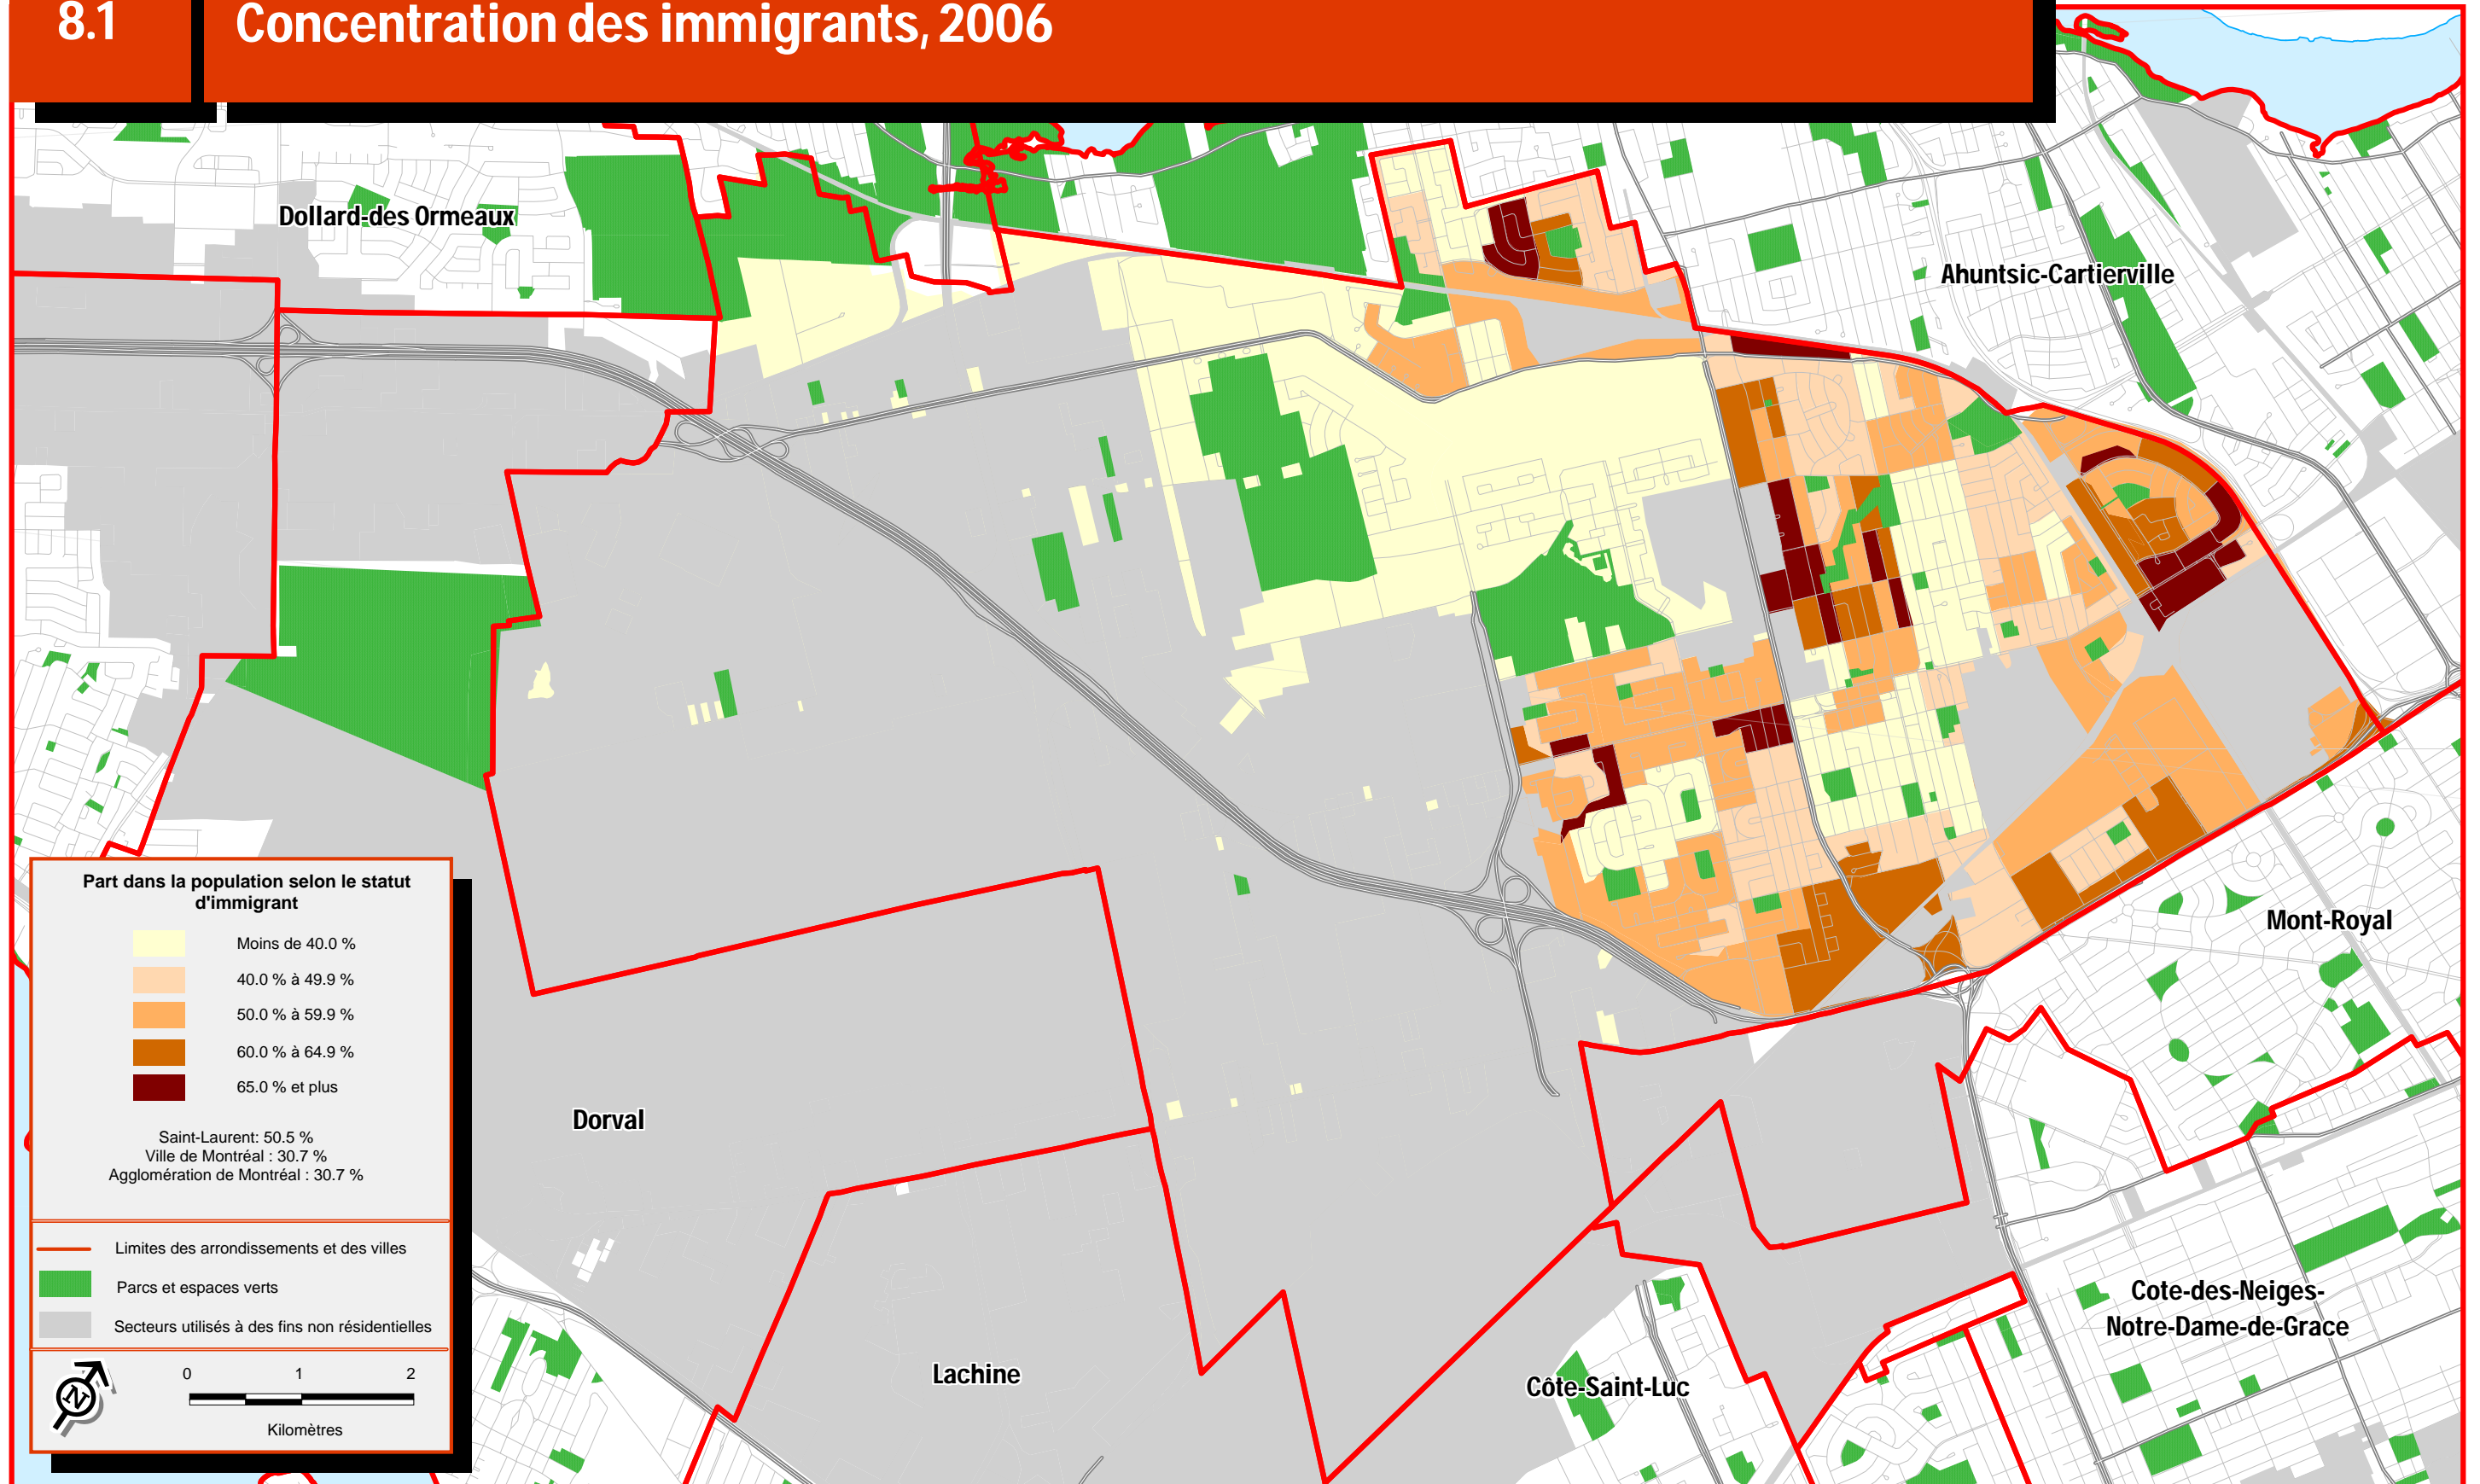 8.1 Concentration des immigrants, 2006
Dollard-des Ormeaux
Ahuntsic-Cartierville
Mont-Royal
Dorval
Lachine
Côte-Saint-Luc
Cote-des-Neiges-
Notre-Dame-de-Grace
Part dans la population selon le statut
d'immigrant
Moins de 40.0 %
40.0 % à 49.9 %
50.0 % à 59.9 %
60.0 % à 64.9 %
65.0 % et plus
Saint-Laurent: 50.5 %
Ville de Montréal : 30.7 %
Agglomération de Montréal : 30.7 %
Limites des arrondissements et des villes
Parcs et espaces verts
Secteurs utilisés à des fins non résidentielles
N
0 1 2
Kilomètres